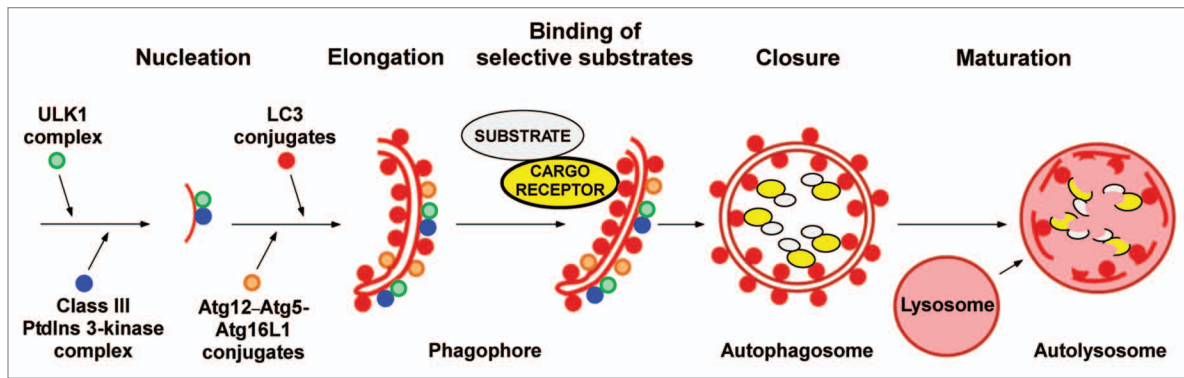 Nucleation
Elongation
Binding of
selective substrates
Closure
Maturation
ULK1
complex
LC3
conjugates
SUBSTRATE
CARGO
RECEPTOR
Class III
PtdIns 3-kinase
complex
Atg12–Atg5-
Atg16L1
conjugates
Phagophore
Autophagosome
Lysosome
Autolysosome